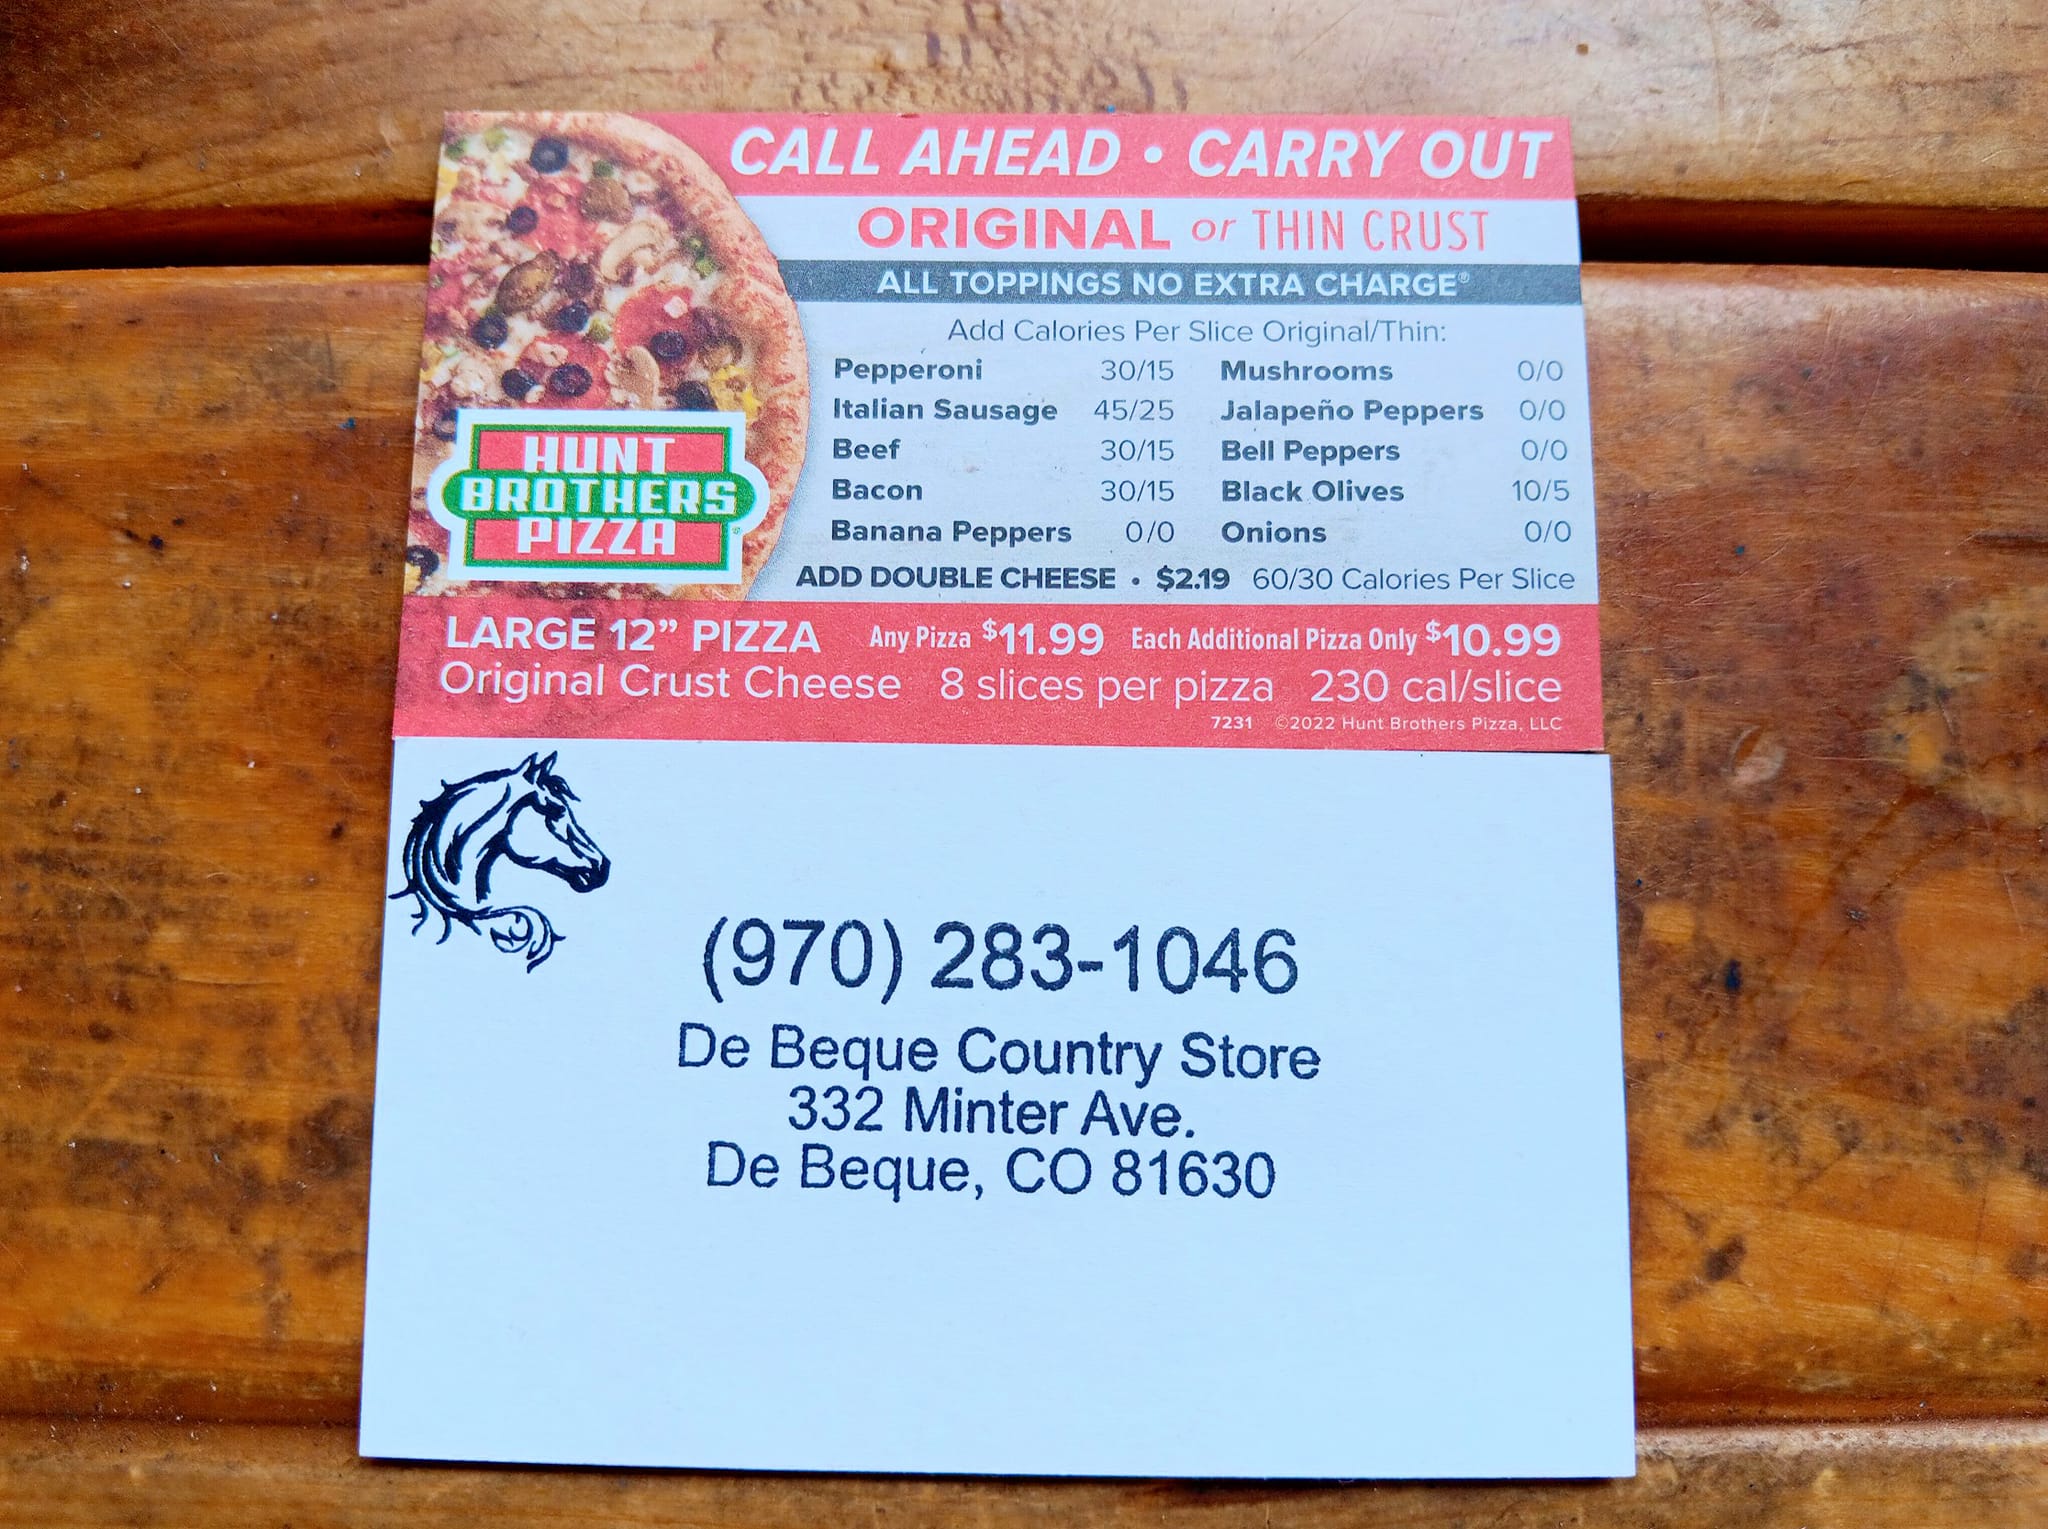 CALL AHEAD • CARRY OUT
ORIGINAL or THIN CRUST
ALL TOPPINGS NO EXTRA CHARGE®
Add Calories Per Slice Original/Thin:
Pepperoni 30/15 Mushrooms 0/0
Italian Sausage 45/25 Jalapeño Peppers 0/0
Beef 30/15 Bell Peppers 0/0
Bacon 30/15 Black Olives 10/5
Banana Peppers 0/0 Onions 0/0
ADD DOUBLE CHEESE • $2.19 60/30 Calories Per Slice
HUNT
BROTHERS
PIZZA®
LARGE 12” PIZZA Any Pizza $11.99 Each Additional Pizza Only $10.99
Original Crust Cheese 8 slices per pizza 230 cal/slice
7231 ©2022 Hunt Brothers Pizza, LLC
(970) 283-1046
De Beque Country Store
332 Minter Ave.
De Beque, CO 81630